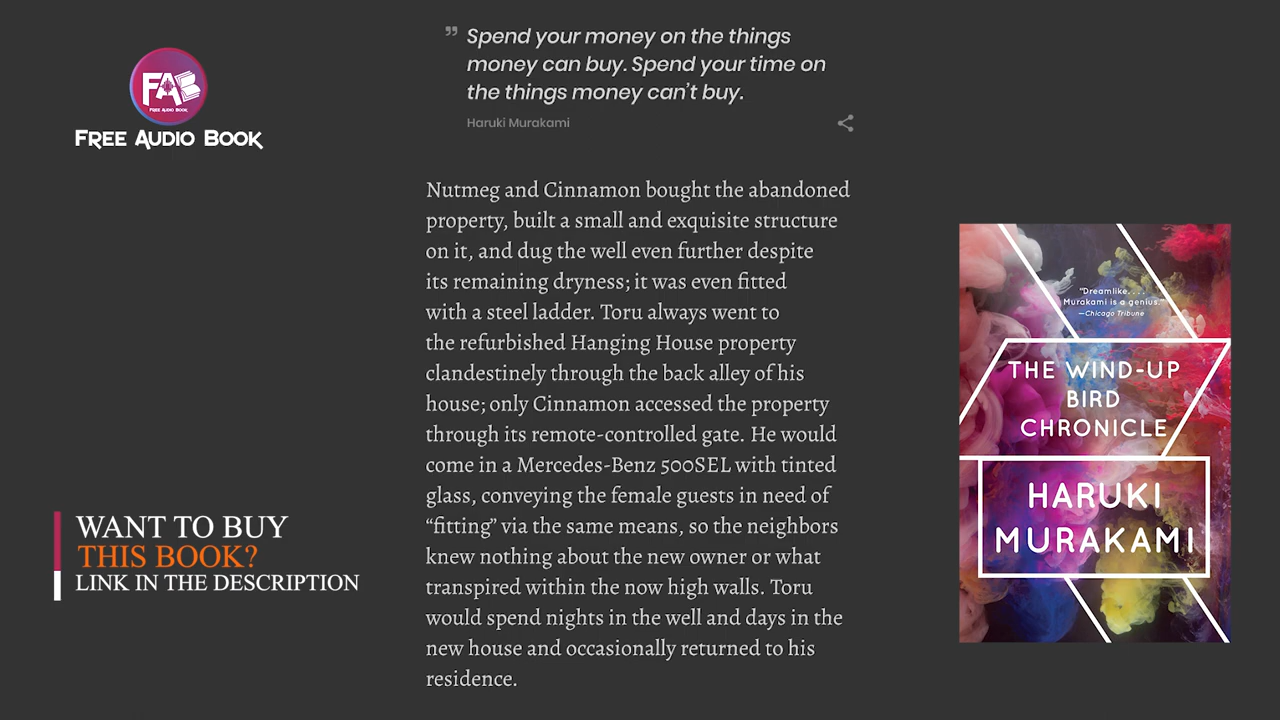 FAB
FREE AUDIO BOOK
FREE AUDIO BOOK
” Spend your money on the things
money can buy. Spend your time on
the things money can’t buy.
Haruki Murakami
Nutmeg and Cinnamon bought the abandoned
property, built a small and exquisite structure
on it, and dug the well even further despite
its remaining dryness; it was even fitted
with a steel ladder. Toru always went to
the refurbished Hanging House property
clandestinely through the back alley of his
house; only Cinnamon accessed the property
through its remote-controlled gate. He would
come in a Mercedes-Benz 500SEL with tinted
glass, conveying the female guests in need of
“fitting” via the same means, so the neighbors
knew nothing about the new owner or what
transpired within the now high walls. Toru
would spend nights in the well and days in the
new house and occasionally returned to his
residence.
WANT TO BUY
THIS BOOK?
LINK IN THE DESCRIPTION
"Dreamlike. . . .
Murakami is a genius."
—Chicago Tribune
THE WIND-UP
BIRD
CHRONICLE
HARUKI
MURAKAMI